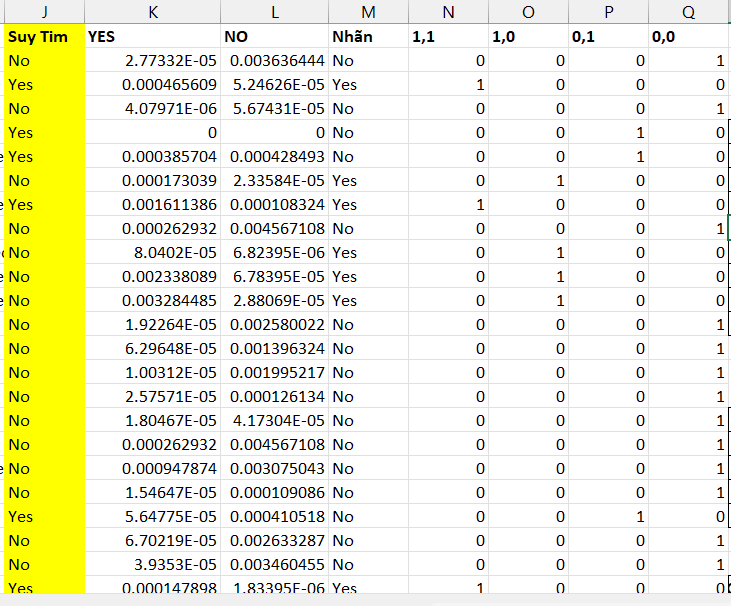 J K L M N O P Q
Suy Tim YES NO Nhãn 1,1 1,0 0,1 0,0
No 2.77332E-05 0.003636444 No 0 0 0 1
Yes 0.000465609 5.24626E-05 Yes 1 0 0 0
No 4.07971E-06 5.67431E-05 No 0 0 0 1
Yes 0 0 No 0 0 1 0
e Yes 0.000385704 0.000428493 No 0 0 1 0
No 0.000173039 2.33584E-05 Yes 0 1 0 0
e Yes 0.001611386 0.000108324 Yes 1 0 0 0
No 0.000262932 0.004567108 No 0 0 0 1
No 8.0402E-05 6.82395E-06 Yes 0 1 0 0
e No 0.002338089 6.78395E-05 Yes 0 1 0 0
e No 0.003284485 2.88069E-05 Yes 0 1 0 0
No 1.92264E-05 0.002580022 No 0 0 0 1
No 6.29648E-05 0.001396324 No 0 0 0 1
No 1.00312E-05 0.001995217 No 0 0 0 1
No 2.57571E-05 0.000126134 No 0 0 0 1
No 1.80467E-05 4.17304E-05 No 0 0 0 1
No 0.000262932 0.004567108 No 0 0 0 1
e No 0.000947874 0.003075043 No 0 0 0 1
No 1.54647E-05 0.000109086 No 0 0 0 1
Yes 5.64775E-05 0.000410518 No 0 0 1 0
No 6.70219E-05 0.002633287 No 0 0 0 1
No 3.9353E-05 0.003460455 No 0 0 0 1
Yes 0.000147898 1.83395E-06 Yes 1 0 0 0